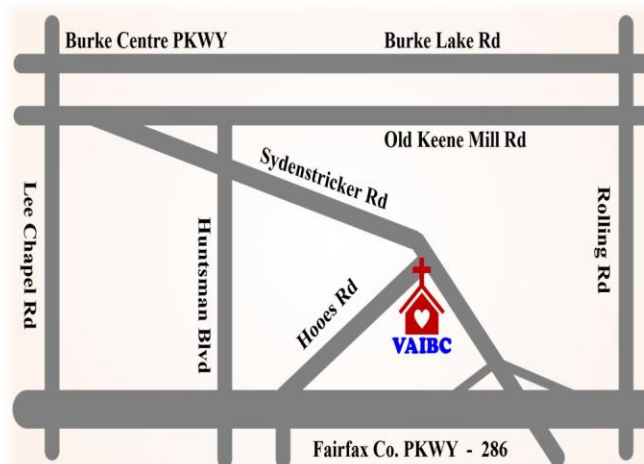 Burke Centre PKWY
Burke Lake Rd
Old Keene Mill Rd
Sydenstricker Rd
Lee Chapel Rd
Huntsman Blvd
Rolling Rd
Hooes Rd
VAIBC
Fairfax Co. PKWY - 286